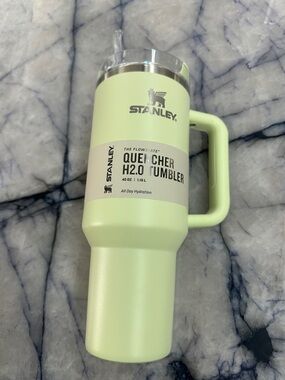 STANLEY
STANLEY
THE FLOWSTATE™
QUENCHER
H2.0 TUMBLER
40 OZ | 1.18 L
All Day Hydration